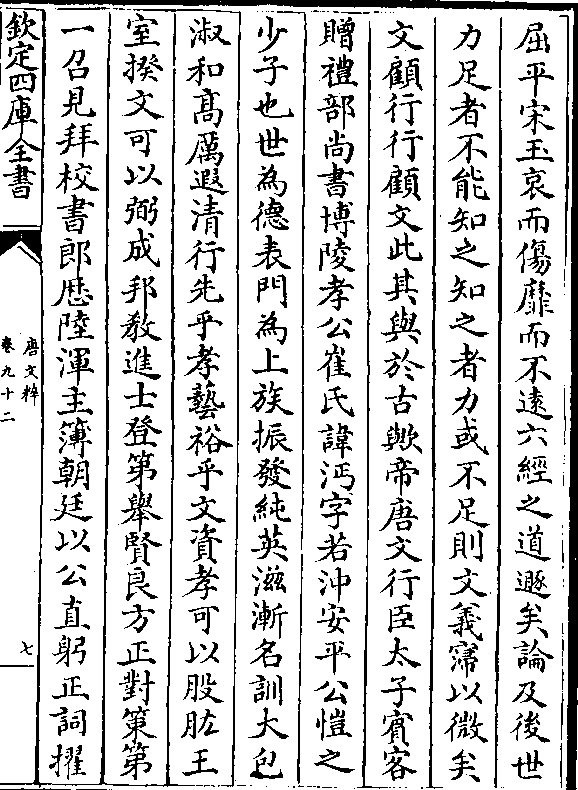 屈平宋玉哀而傷靡而不逺六經之道遯矣論及後世
力足者不能知之知之者力或不足則文義寖以微矣
文顧行行顧文此其與於古歟帝唐文行臣太子賓客
贈禮部尚書博陵孝公崔氏諱沔字若沖安平公愷之
少子也世為德表門為上族振發純英滋漸名訓大包
淑和髙厲遐清行先乎孝藝裕乎文資孝可以股肱王
室揆文可以弼成邦教進士登第舉賢良方正對策第
一召見拜校書郎歴陸渾主簿朝廷以公直躬正詞擢
欽定四庫全書
唐文粹
卷九十二
七